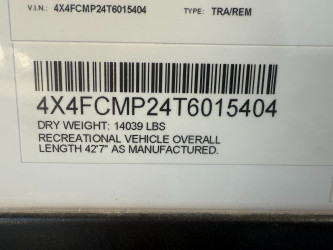 V.I.N.: 4X4FCMP24T6015404 TYPE: TRA/REM
4X4FCMP24T6015404
DRY WEIGHT: 14039 LBS
RECREATIONAL VEHICLE OVERALL
LENGTH 42'7" AS MANUFACTURED.